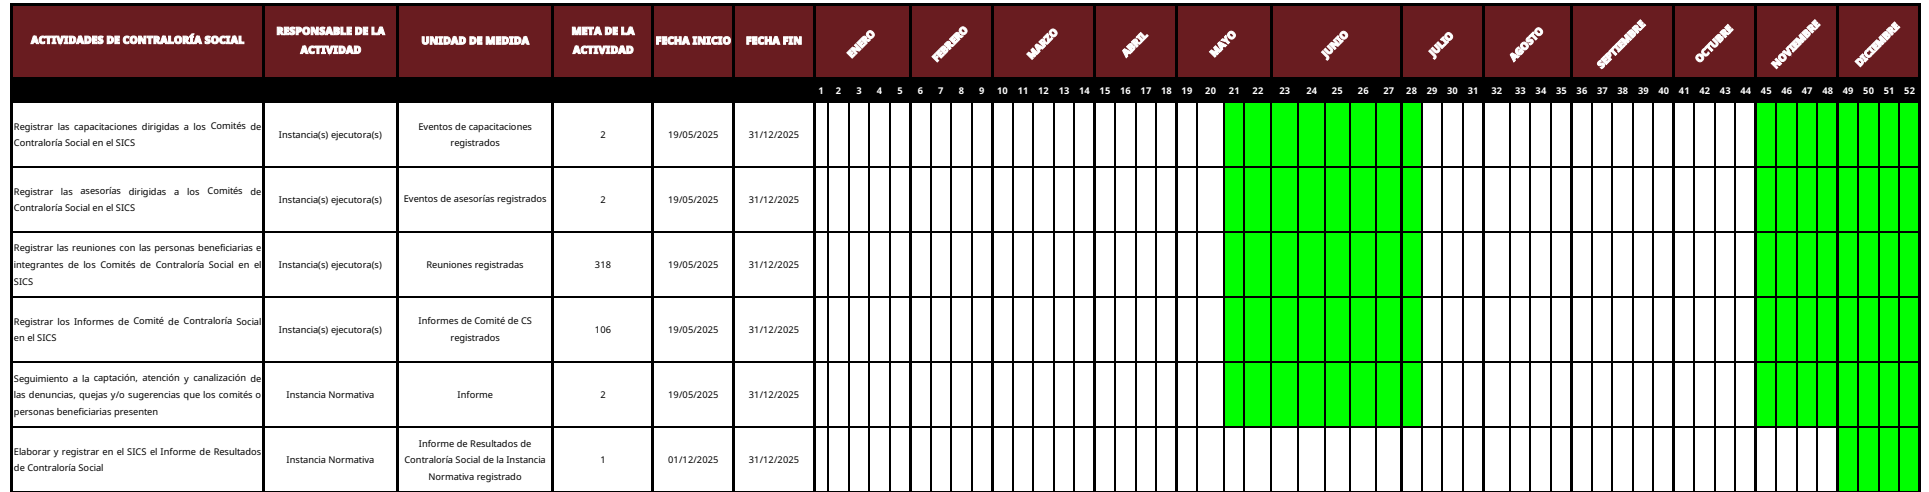 ACTIVIDADES DE CONTRALORÍA SOCIAL
RESPONSABLE DE LA
ACTIVIDAD
UNIDAD DE MEDIDA
META DE LA
ACTIVIDAD
FECHA INICIO
FECHA FIN
ENERO
FEBRERO
MARZO
ABRIL
MAYO
JUNIO
JULIO
AGOSTO
SEPTIEMBRE
OCTUBRE
NOVIEMBRE
DICIEMBRE
1 2 3 4 5 6 7 8 9 10 11 12 13 14 15 16 17 18 19 20 21 22 23 24 25 26 27 28 29 30 31 32 33 34 35 36 37 38 39 40 41 42 43 44 45 46 47 48 49 50 51 52
Registrar las capacitaciones dirigidas a los Comités de
Contraloría Social en el SICS
Instancia(s) ejecutora(s)
Eventos de capacitaciones
registrados
2
19/05/2025
31/12/2025
Registrar las asesorías dirigidas a los Comités de
Contraloría Social en el SICS
Instancia(s) ejecutora(s)
Eventos de asesorías registrados
2
19/05/2025
31/12/2025
Registrar las reuniones con las personas beneficiarias e
integrantes de los Comités de Contraloría Social en el
SICS
Instancia(s) ejecutora(s)
Reuniones registradas
318
19/05/2025
31/12/2025
Registrar los Informes de Comité de Contraloría Social
en el SICS
Instancia(s) ejecutora(s)
Informes de Comité de CS
registrados
106
19/05/2025
31/12/2025
Seguimiento a la captación, atención y canalización de
las denuncias, quejas y/o sugerencias que los comités o
personas beneficiarias presenten
Instancia Normativa
Informe
2
19/05/2025
31/12/2025
Elaborar y registrar en el SICS el Informe de Resultados
de Contraloría Social
Instancia Normativa
Informe de Resultados de
Contraloría Social de la Instancia
Normativa registrado
1
01/12/2025
31/12/2025